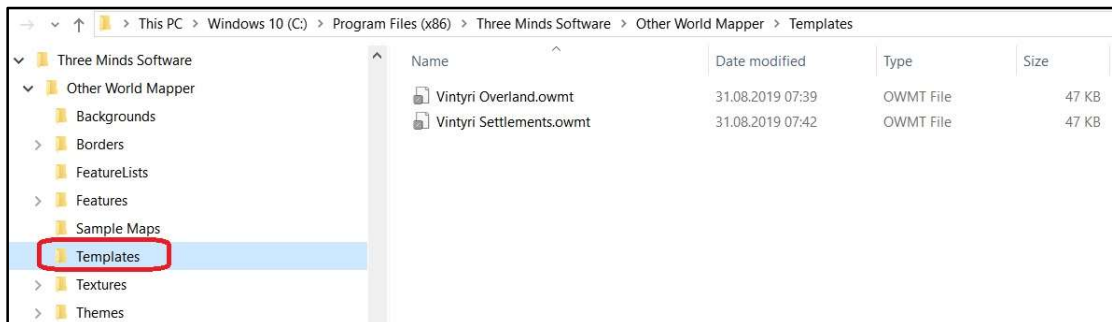 This PC > Windows 10 (C:) > Program Files (x86) > Three Minds Software > Other World Mapper > Templates
Three Minds Software
Other World Mapper
Backgrounds
Borders
FeatureLists
Features
Sample Maps
Templates
Textures
Themes
Name Date modified Type Size
Vintyri Overland.owmt 31.08.2019 07:39 OWMT File 47 KB
Vintyri Settlements.owmt 31.08.2019 07:42 OWMT File 47 KB